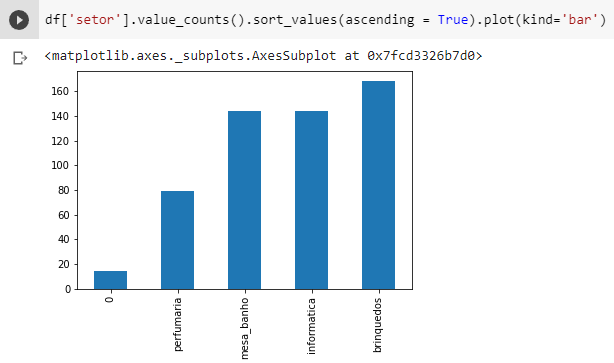 df['setor'].value_counts().sort_values(ascending = True).plot(kind='bar')
<matplotlib.axes._subplots.AxesSubplot at 0x7fcd3326b7d0>
160
140
120
100
80
60
40
20
0
0
perfumaria
mesa_banho
informatica
brinquedos